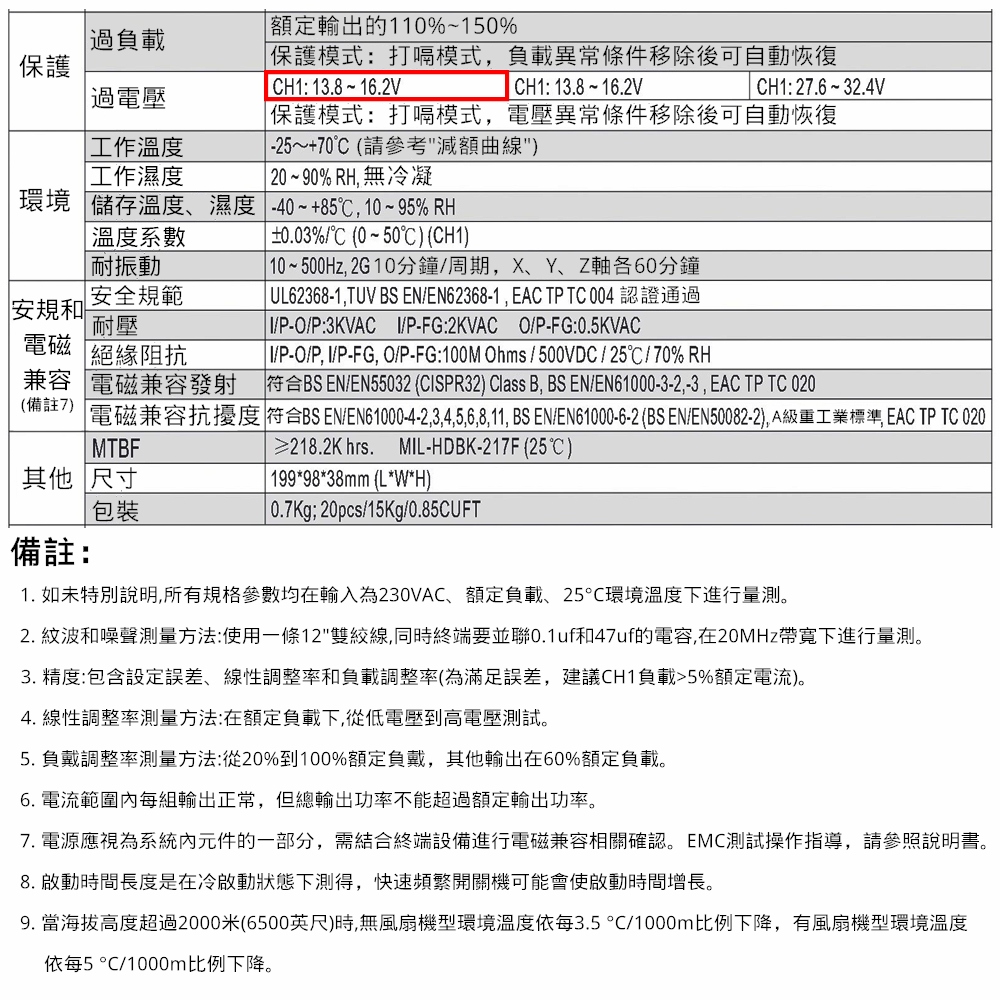 保護
過負載
額定輸出的110%~150%
保護模式：打嗝模式，負載異常條件移除後可自動恢復
過電壓
CH1: 13.8 ~ 16.2V
CH1: 13.8 ~ 16.2V
CH1: 27.6 ~ 32.4V
保護模式：打嗝模式，電壓異常條件移除後可自動恢復
環境
工作溫度
-25～+70℃ (請參考"減額曲線")
工作濕度
20 ~ 90% RH, 無冷凝
儲存溫度、濕度
-40 ~ +85℃, 10 ~ 95% RH
溫度系數
±0.03%/℃ (0 ~ 50℃) (CH1)
耐振動
10 ~ 500Hz, 2G 10分鐘/周期，X、Y、Z軸各60分鐘
安規和
電磁
兼容
(備註7)
安全規範
UL62368-1,TUV BS EN/EN62368-1 , EAC TP TC 004 認證通過
耐壓
I/P-O/P:3KVAC I/P-FG:2KVAC O/P-FG:0.5KVAC
絕緣阻抗
I/P-O/P, I/P-FG, O/P-FG:100M Ohms / 500VDC / 25℃/ 70% RH
電磁兼容發射
符合BS EN/EN55032 (CISPR32) Class B, BS EN/EN61000-3-2,-3 , EAC TP TC 020
電磁兼容抗擾度
符合BS EN/EN61000-4-2,3,4,5,6,8,11, BS EN/EN61000-6-2 (BS EN/EN50082-2), A級重工業標準, EAC TP TC 020
其他
MTBF
≥218.2K hrs. MIL-HDBK-217F (25℃)
尺寸
199*98*38mm (L*W*H)
包裝
0.7Kg; 20pcs/15Kg/0.85CUFT
備註:
1. 如未特別說明,所有規格參數均在輸入為230VAC、額定負載、25°C環境溫度下進行量測。
2. 紋波和噪聲測量方法:使用一條12"雙絞線,同時終端要並聯0.1uf和47uf的電容,在20MHz帶寬下進行量測。
3. 精度:包含設定誤差、線性調整率和負載調整率(為滿足誤差，建議CH1負載>5%額定電流)。
4. 線性調整率測量方法:在額定負載下,從低電壓到高電壓測試。
5. 負戴調整率測量方法:從20%到100%額定負戴，其他輸出在60%額定負載。
6. 電流範圍內每組輸出正常，但總輸出功率不能超過額定輸出功率。
7. 電源應視為系統內元件的一部分，需結合終端設備進行電磁兼容相關確認。EMC測試操作指導，請參照說明書。
8. 啟動時間長度是在冷啟動狀態下測得，快速頻繁開關機可能會使啟動時間增長。
9. 當海拔高度超過2000米(6500英尺)時,無風扇機型環境溫度依每3.5 °C/1000m比例下降，有風扇機型環境溫度
依每5 °C/1000m比例下降。